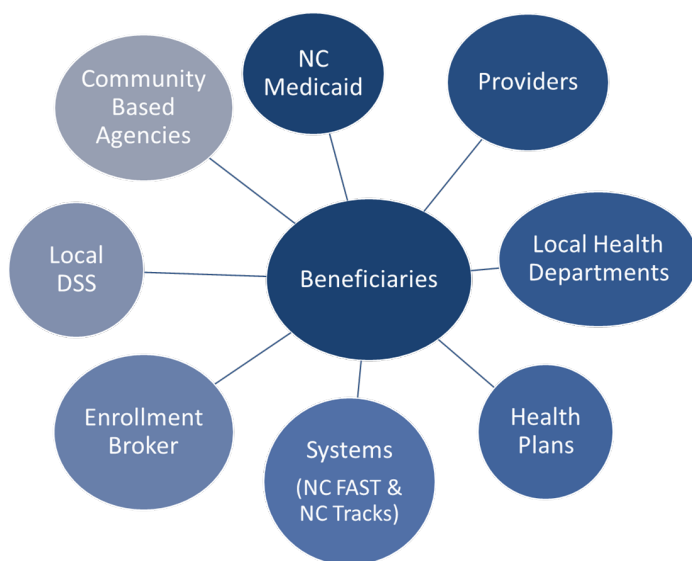 NC
Medicaid
Providers
Community
Based
Agencies
Local Health
Departments
Local
DSS
Beneficiaries
Enrollment
Broker
Health
Plans
Systems
(NC FAST &
NC Tracks)